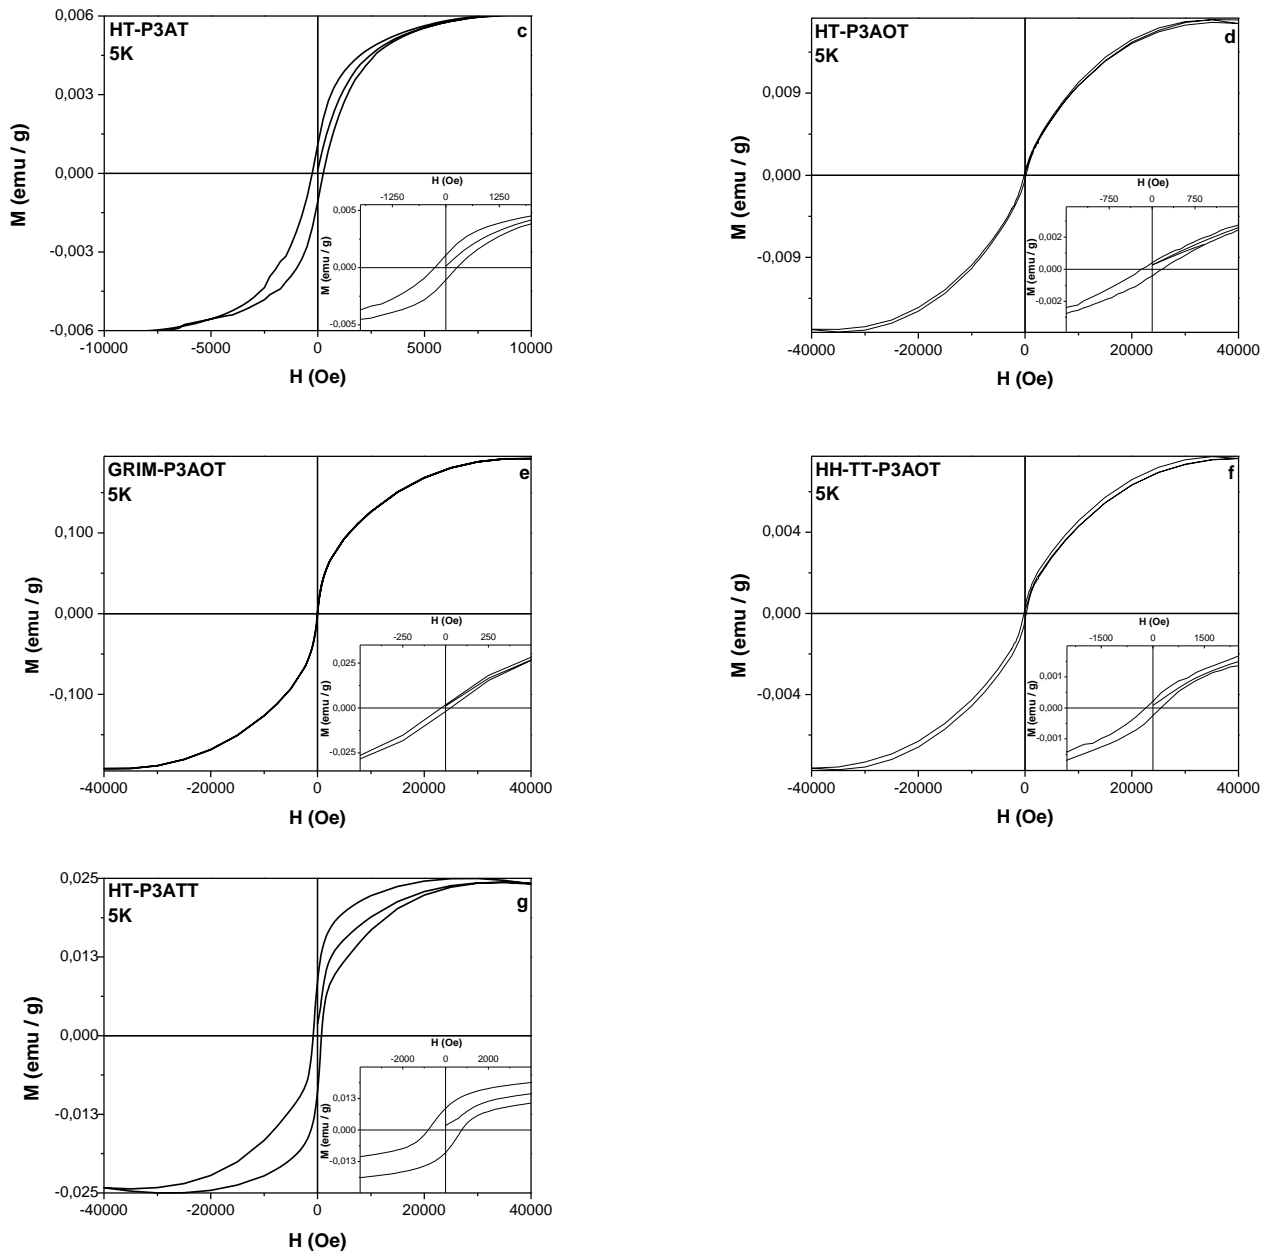 HT-P3AT
5K
c
0,006
0,003
0,000
-0,003
-0,006
M (emu / g)
-10000 -5000 0 5000 10000
H (Oe)
H (Oe)
-1250 0 1250
0,005
0,000
-0,005
M (emu / g)
HT-P3AOT
5K
d
0,009
0,000
-0,009
M (emu / g)
-40000 -20000 0 20000 40000
H (Oe)
H (Oe)
-750 0 750
0,002
0,000
-0,002
M (emu / g)
GRIM-P3AOT
5K
e
0,100
0,000
-0,100
M (emu / g)
-40000 -20000 0 20000 40000
H (Oe)
H (Oe)
-250 0 250
0,025
0,000
-0,025
M (emu / g)
HH-TT-P3AOT
5K
f
0,004
0,000
-0,004
M (emu / g)
-40000 -20000 0 20000 40000
H (Oe)
H (Oe)
-1500 0 1500
0,001
0,000
-0,001
M (emu / g)
HT-P3ATT
5K
g
0,025
0,013
0,000
-0,013
-0,025
M (emu / g)
-40000 -20000 0 20000 40000
H (Oe)
H (Oe)
-2000 0 2000
0,013
0,000
-0,013
M (emu / g)